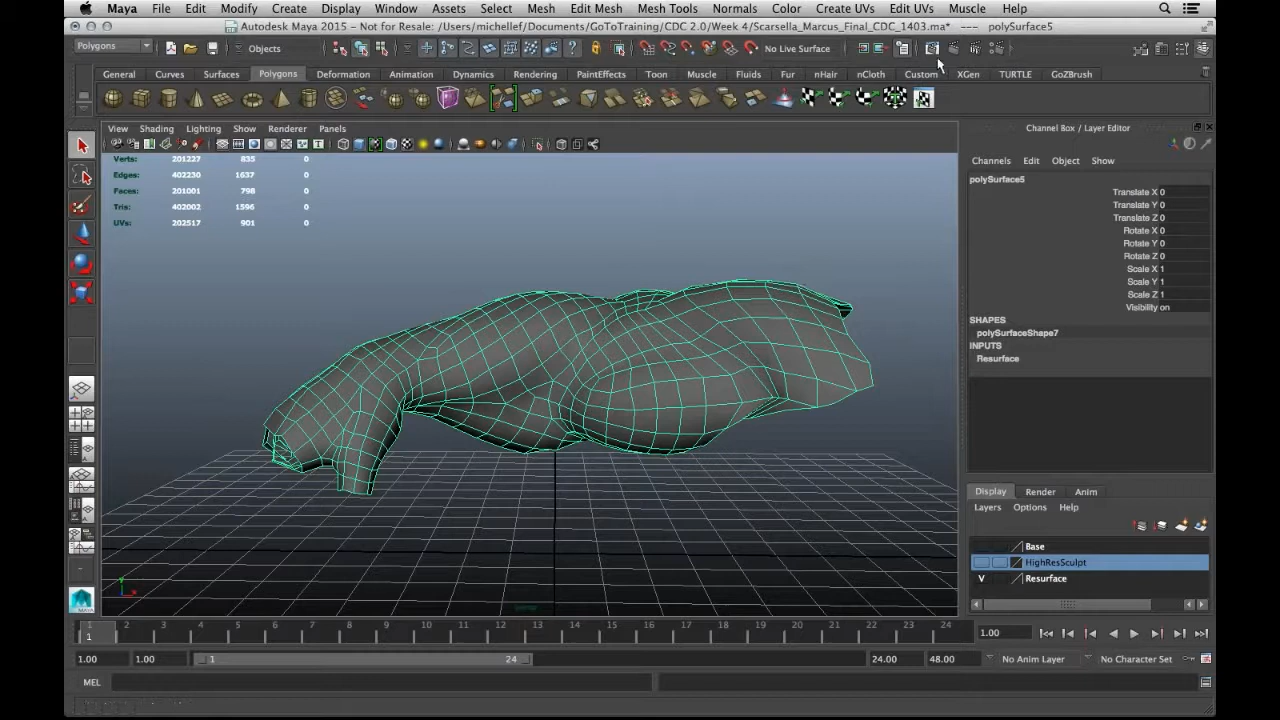 Maya File Edit Modify Create Display Window Assets Select Mesh Edit Mesh Mesh Tools Normals Color Create UVs Edit UVs Muscle Help
Autodesk Maya 2015 - Not for Resale: /Users/michellef/Documents/GoToTraining/CDC 2.0/Week 4/Scarsella_Marcus_Final_CDC_1403.ma* --- polySurface5
Polygons Objects No Live Surface
General Curves Surfaces Polygons Deformation Animation Dynamics Rendering PaintEffects Toon Muscle Fluids Fur nHair nCloth Custom XGen TURTLE GoZBrush
View Shading Lighting Show Renderer Panels
Channel Box / Layer Editor
Channels Edit Object Show
Verts: 201227 835 0
Edges: 402230 1637 0
Faces: 201001 798 0
Tris: 402002 1596 0
UVs: 202517 901 0
polySurface5
Translate X 0
Translate Y 0
Translate Z 0
Rotate X 0
Rotate Y 0
Rotate Z 0
Scale X 1
Scale Y 1
Scale Z 1
Visibility on
SHAPES
polySurfaceShape7
INPUTS
Resurface
Display Render Anim
Layers Options Help
Base
HighResSculpt
V Resurface
persp
1 2 3 4 5 6 7 8 9 10 11 12 13 14 15 16 17 18 19 20 21 22 23 24
1 1.00
1.00 1.00 1 24 24.00 48.00 No Anim Layer No Character Set
MEL